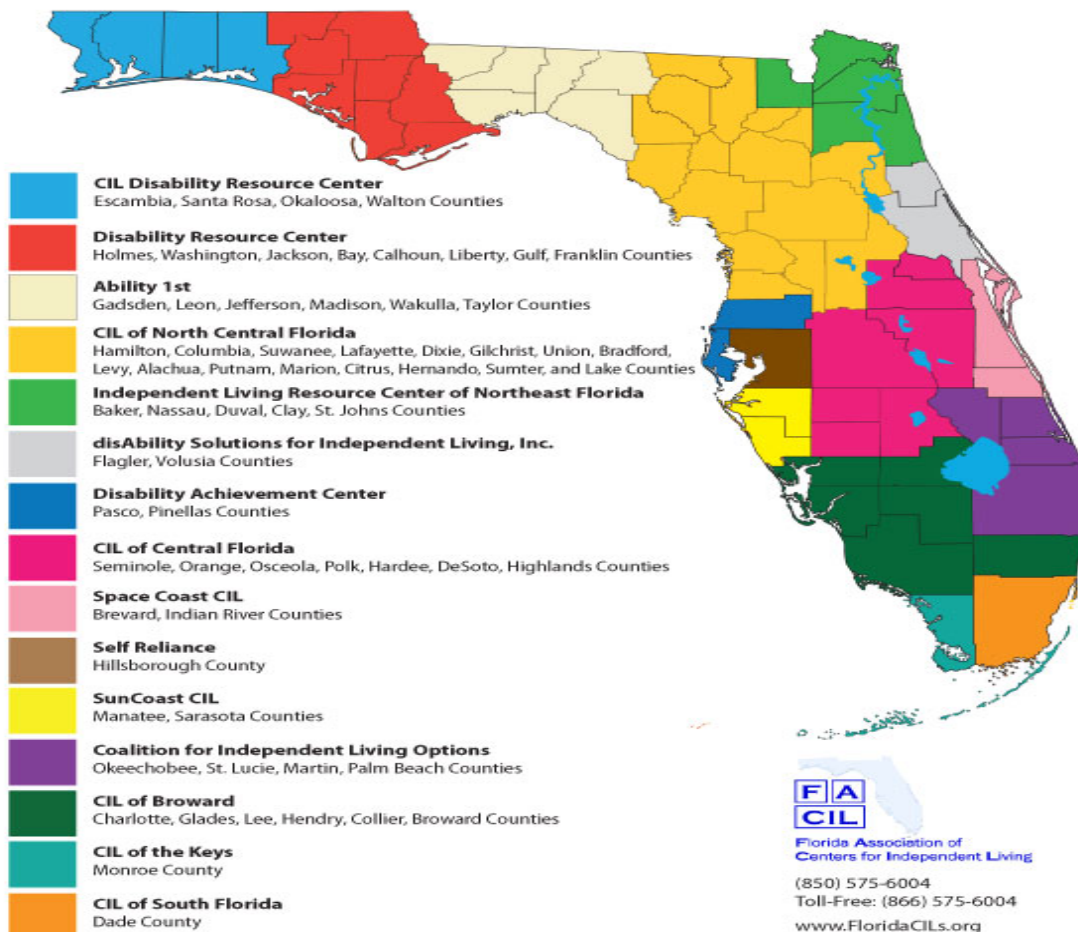 CIL Disability Resource Center
Escambia, Santa Rosa, Okaloosa, Walton Counties
Disability Resource Center
Holmes, Washington, Jackson, Bay, Calhoun, Liberty, Gulf, Franklin Counties
Ability 1st
Gadsden, Leon, Jefferson, Madison, Wakulla, Taylor Counties
CIL of North Central Florida
Hamilton, Columbia, Suwanee, Lafayette, Dixie, Gilchrist, Union, Bradford,
Levy, Alachua, Putnam, Marion, Citrus, Hernando, Sumter, and Lake Counties
Independent Living Resource Center of Northeast Florida
Baker, Nassau, Duval, Clay, St. Johns Counties
disAbility Solutions for Independent Living, Inc.
Flagler, Volusia Counties
Disability Achievement Center
Pasco, Pinellas Counties
CIL of Central Florida
Seminole, Orange, Osceola, Polk, Hardee, DeSoto, Highlands Counties
Space Coast CIL
Brevard, Indian River Counties
Self Reliance
Hillsborough County
SunCoast CIL
Manatee, Sarasota Counties
Coalition for Independent Living Options
Okeechobee, St. Lucie, Martin, Palm Beach Counties
CIL of Broward
Charlotte, Glades, Lee, Hendry, Collier, Broward Counties
CIL of the Keys
Monroe County
CIL of South Florida
Dade County
F A
CIL
Florida Association of
Centers for Independent Living
(850) 575-6004
Toll-Free: (866) 575-6004
www.FloridaCILs.org